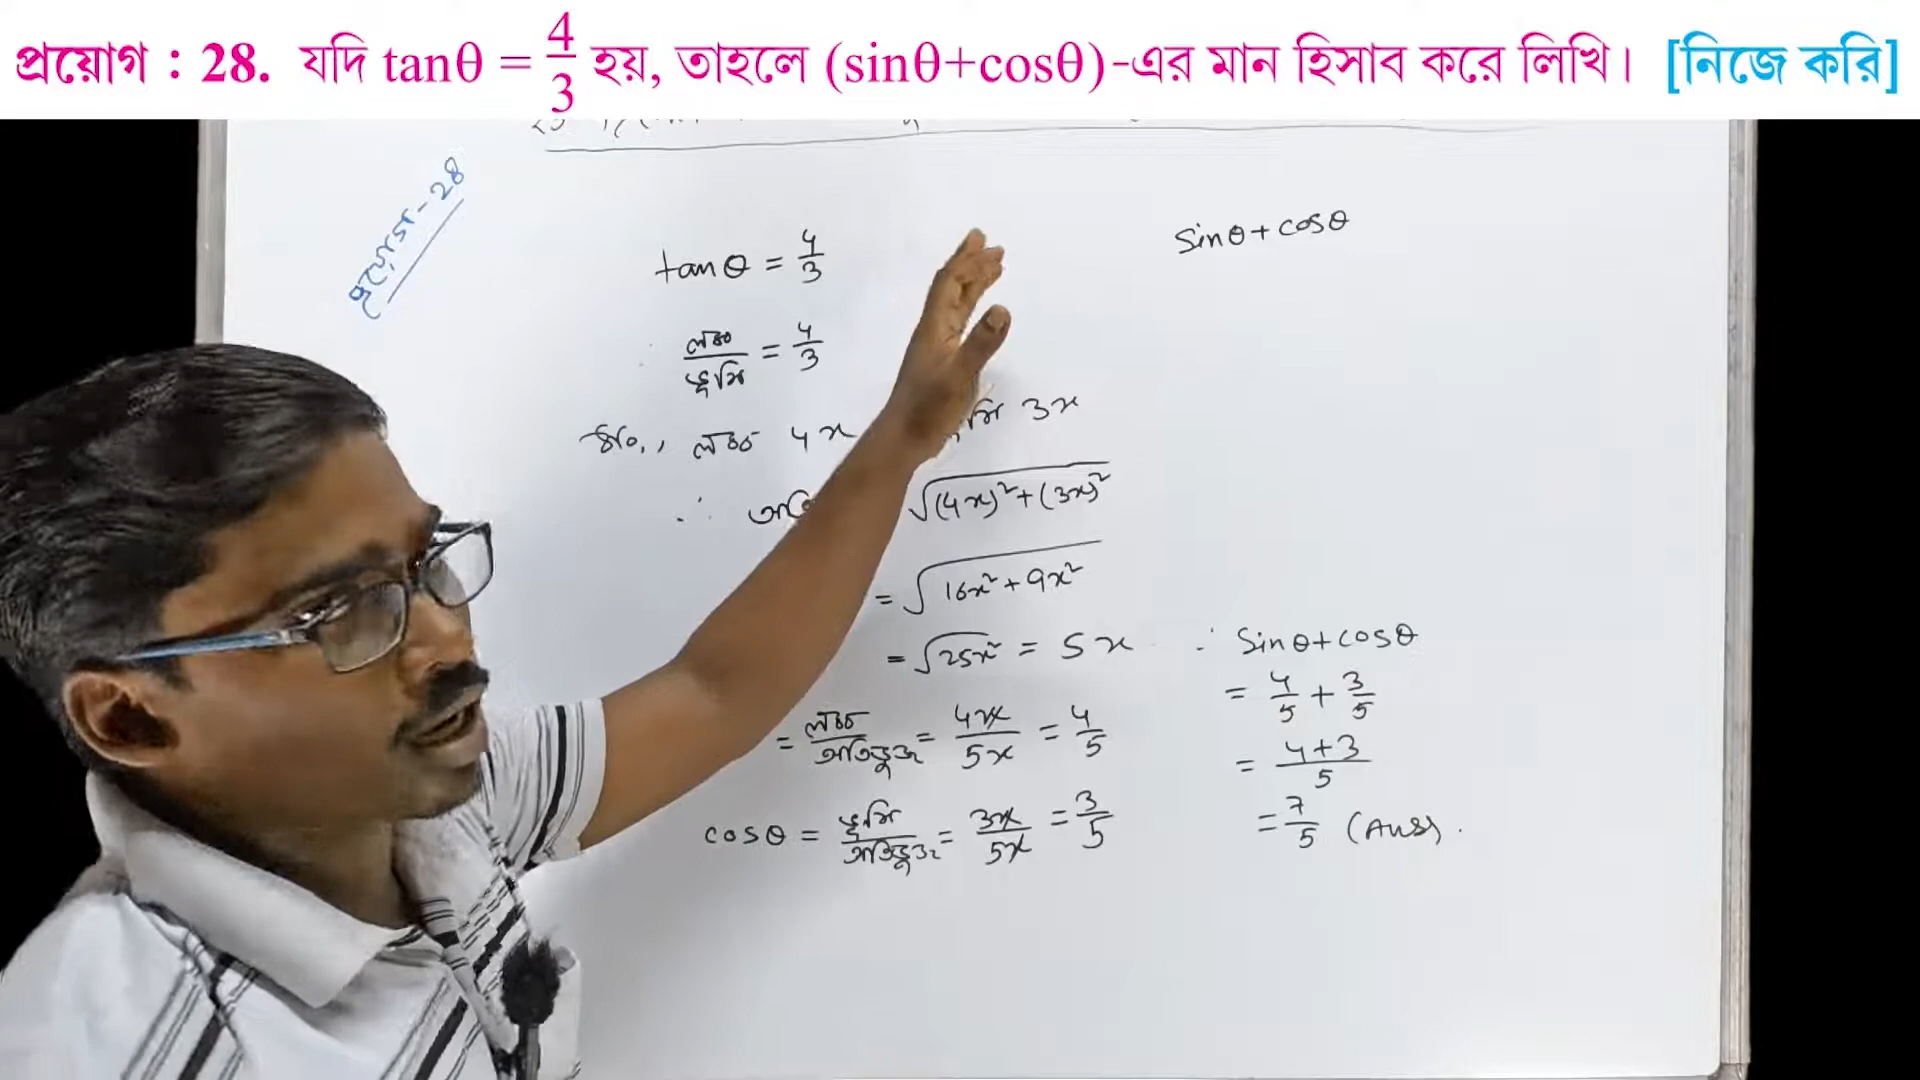 প্রয়োগ : 28. যদি tanθ = 4/3 হয়, তাহলে (sinθ+cosθ)-এর মান হিসাব করে লিখি। [নিজে করি]
প্রয়োগ - 28
tanθ = 4/3
লম্ব/ভূমি = 4/3
লম্ব 4x
3x
∴
√(4x)²+(3x)²
= √16x²+9x²
= √25x² = 5x
= লম্ব/অতিভুজ = 4x/5x = 4/5
cosθ = ভূমি/অতিভুজ = 3x/5x = 3/5
sinθ+cosθ
∴ Sinθ+cosθ
= 4/5 + 3/5
= 4+3/5
= 7/5 (Ans).